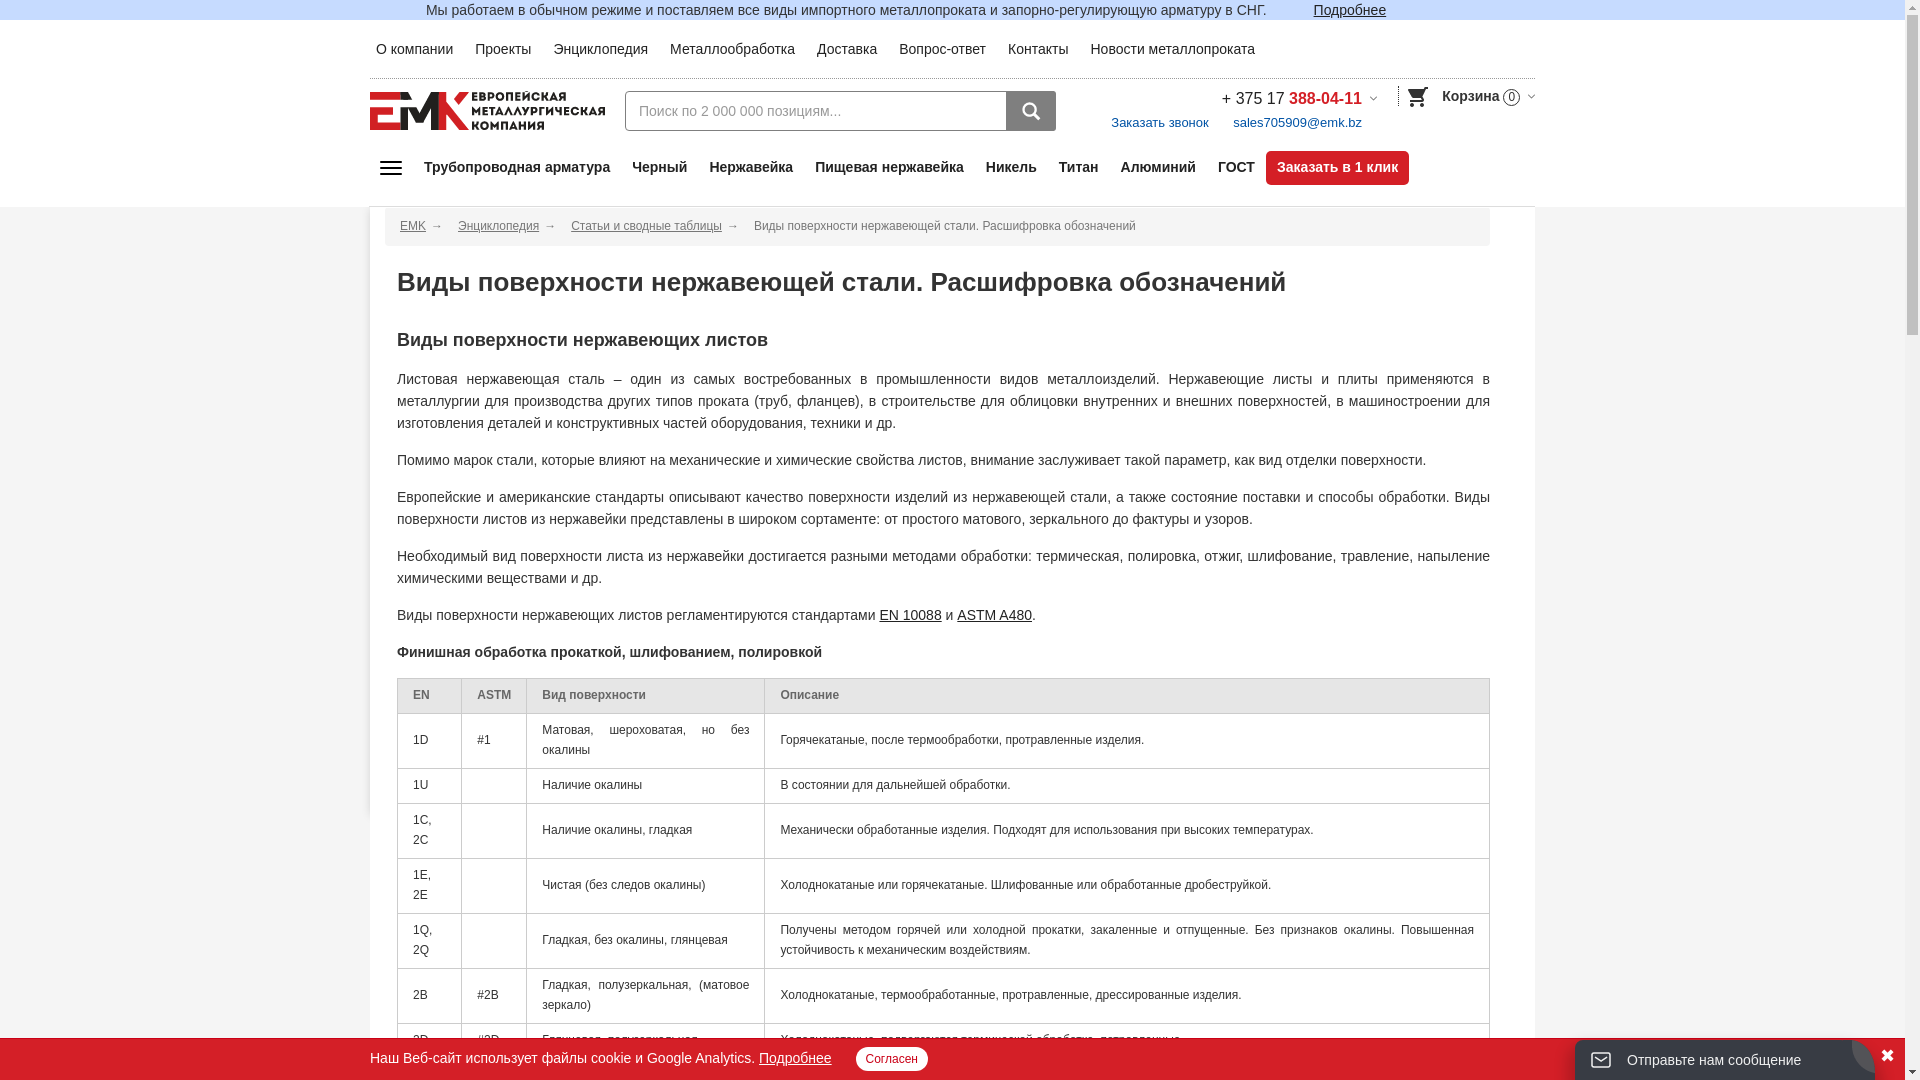 Мы работаем в обычном режиме и поставляем все виды импортного металлопроката и запорно-регулирующую арматуру в СНГ. Подробнее
О компании Проекты Энциклопедия Металлообработка Доставка Вопрос-ответ Контакты Новости металлопроката
ЕМК ЕВРОПЕЙСКАЯ
МЕТАЛЛУРГИЧЕСКАЯ
КОМПАНИЯ
Поиск по 2 000 000 позициям...
+ 375 17 388-04-11
Заказать звонок sales705909@emk.bz
Корзина 0
Трубопроводная арматура Черный Нержавейка Пищевая нержавейка Никель Титан Алюминий ГОСТ Заказать в 1 клик
EMK → Энциклопедия → Статьи и сводные таблицы → Виды поверхности нержавеющей стали. Расшифровка обозначений
Виды поверхности нержавеющей стали. Расшифровка обозначений
Виды поверхности нержавеющих листов
Листовая нержавеющая сталь – один из самых востребованных в промышленности видов металлоизделий. Нержавеющие листы и плиты применяются в
металлургии для производства других типов проката (труб, фланцев), в строительстве для облицовки внутренних и внешних поверхностей, в машиностроении для
изготовления деталей и конструктивных частей оборудования, техники и др.
Помимо марок стали, которые влияют на механические и химические свойства листов, внимание заслуживает такой параметр, как вид отделки поверхности.
Европейские и американские стандарты описывают качество поверхности изделий из нержавеющей стали, а также состояние поставки и способы обработки. Виды
поверхности листов из нержавейки представлены в широком сортаменте: от простого матового, зеркального до фактуры и узоров.
Необходимый вид поверхности листа из нержавейки достигается разными методами обработки: термическая, полировка, отжиг, шлифование, травление, напыление
химическими веществами и др.
Виды поверхности нержавеющих листов регламентируются стандартами EN 10088 и ASTM A480.
Финишная обработка прокаткой, шлифованием, полировкой
EN ASTM Вид поверхности Описание
1D #1 Матовая, шероховатая, но без
окалины
Горячекатаные, после термообработки, протравленные изделия.
1U Наличие окалины В состоянии для дальнейшей обработки.
1C,
2C
Наличие окалины, гладкая Механически обработанные изделия. Подходят для использования при высоких температурах.
1E,
2E
Чистая (без следов окалины) Холоднокатаные или горячекатаные. Шлифованные или обработанные дробеструйкой.
1Q,
2Q
Гладкая, без окалины, глянцевая
Получены методом горячей или холодной прокатки, закаленные и отпущенные. Без признаков окалины. Повышенная
устойчивость к механическим воздействиям.
2B #2B Гладкая, полузеркальная, (матовое
зеркало)
Холоднокатаные, термообработанные, протравленные, дрессированные изделия.
Наш Веб-сайт использует файлы cookie и Google Analytics. Подробнее Согласен
Отправьте нам сообщение